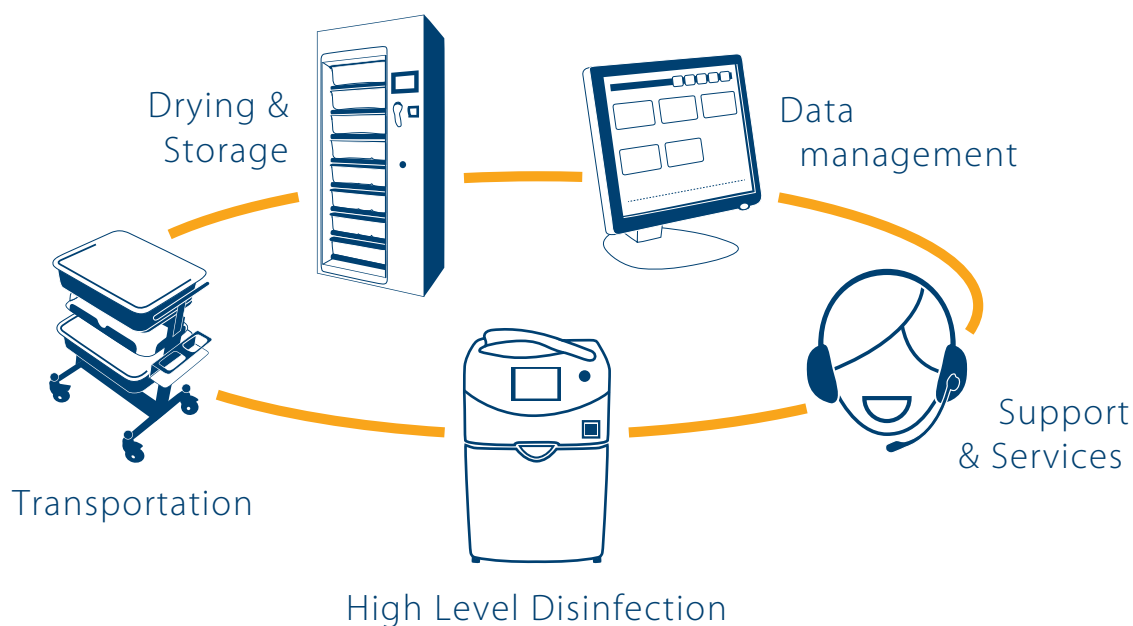 Drying &
Storage
Data
management
Support
& Services
Transportation
High Level Disinfection